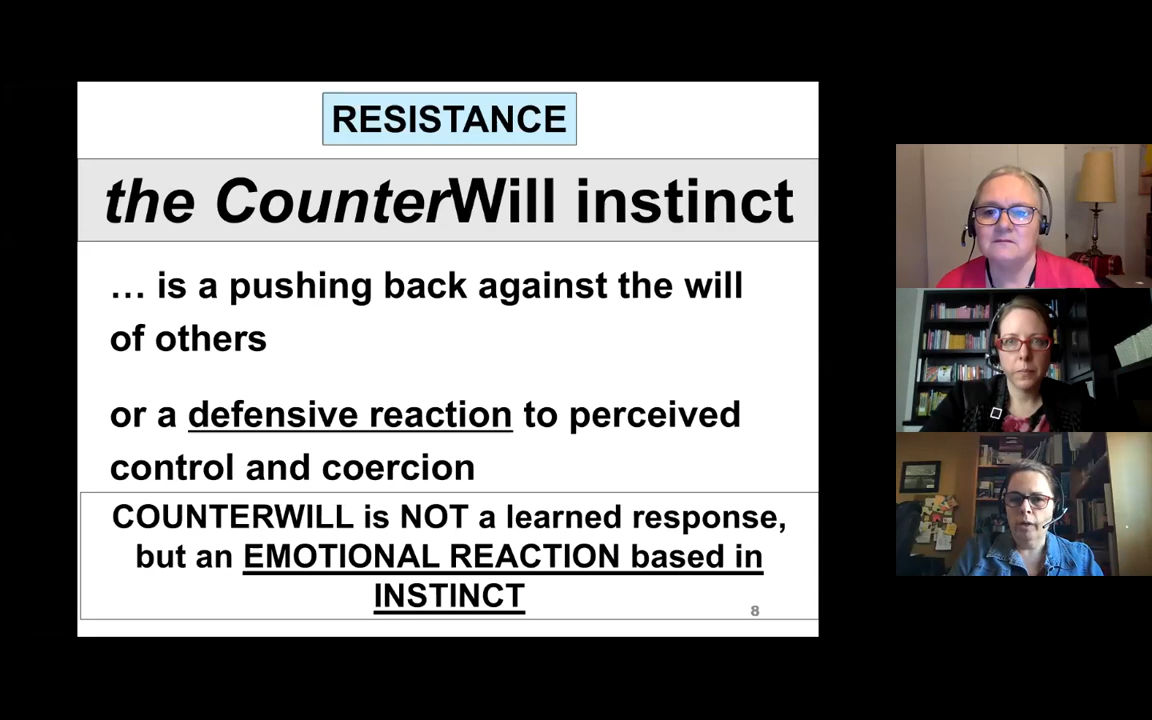 RESISTANCE
the CounterWill instinct
… is a pushing back against the will
of others
or a defensive reaction to perceived
control and coercion
COUNTERWILL is NOT a learned response,
but an EMOTIONAL REACTION based in
INSTINCT
8